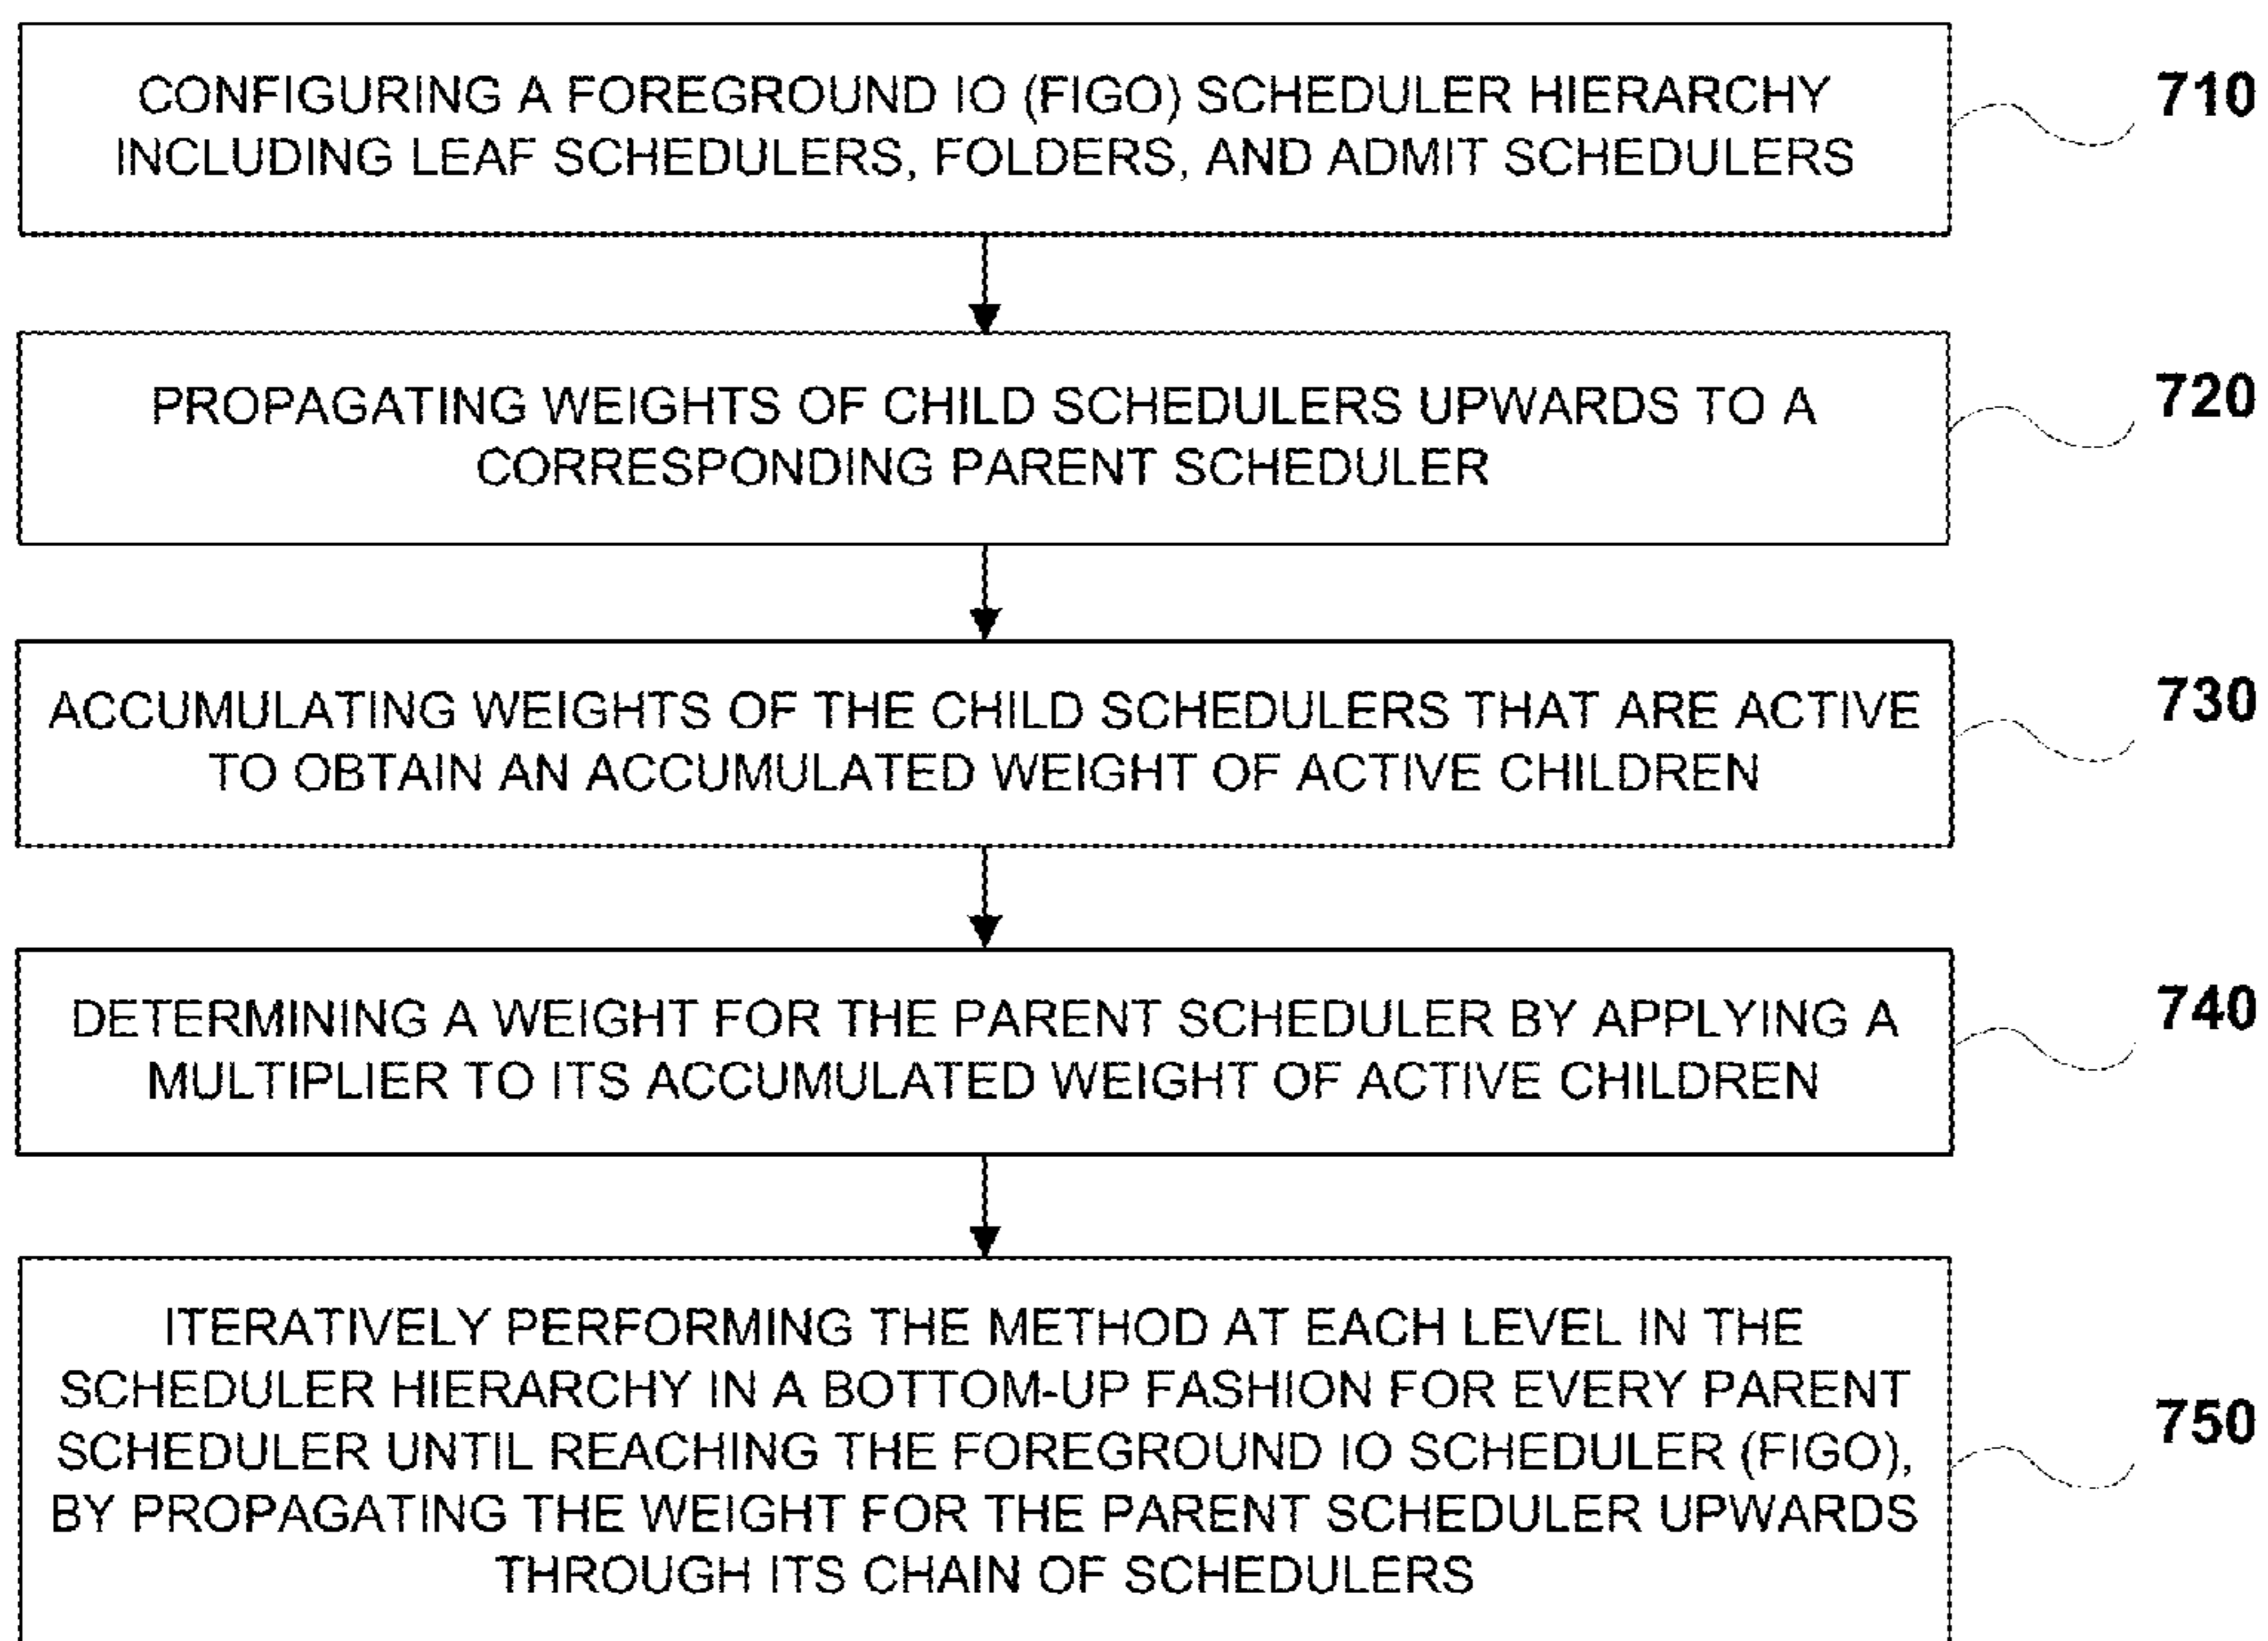 CONFIGURING A FOREGROUND IO (FIGO) SCHEDULER HIERARCHY
INCLUDING LEAF SCHEDULERS, FOLDERS, AND ADMIT SCHEDULERS
710
PROPAGATING WEIGHTS OF CHILD SCHEDULERS UPWARDS TO A
CORRESPONDING PARENT SCHEDULER
720
ACCUMULATING WEIGHTS OF THE CHILD SCHEDULERS THAT ARE ACTIVE
TO OBTAIN AN ACCUMULATED WEIGHT OF ACTIVE CHILDREN
730
DETERMINING A WEIGHT FOR THE PARENT SCHEDULER BY APPLYING A
MULTIPLIER TO ITS ACCUMULATED WEIGHT OF ACTIVE CHILDREN
740
ITERATIVELY PERFORMING THE METHOD AT EACH LEVEL IN THE
SCHEDULER HIERARCHY IN A BOTTOM-UP FASHION FOR EVERY PARENT
SCHEDULER UNTIL REACHING THE FOREGROUND IO SCHEDULER (FIGO),
BY PROPAGATING THE WEIGHT FOR THE PARENT SCHEDULER UPWARDS
THROUGH ITS CHAIN OF SCHEDULERS
750